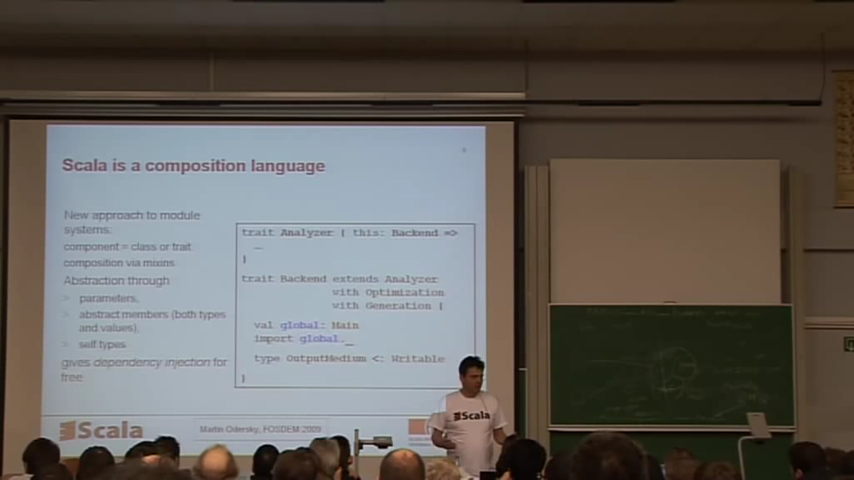 Scala is a composition language
New approach to module
systems.
component = class or trait
composition via mixins
Abstraction through
> parameters,
> abstract members (both types
and values),
> self types
gives dependency injection for
free
trait Analyzer { this: Backend =>
…
}
trait Backend extends Analyzer
with Optimization
with Generation {
val global: Main
import global._
type OutputMedium <: Writable
}
Scala
Martin Odersky, FOSDEM 2009
Scala